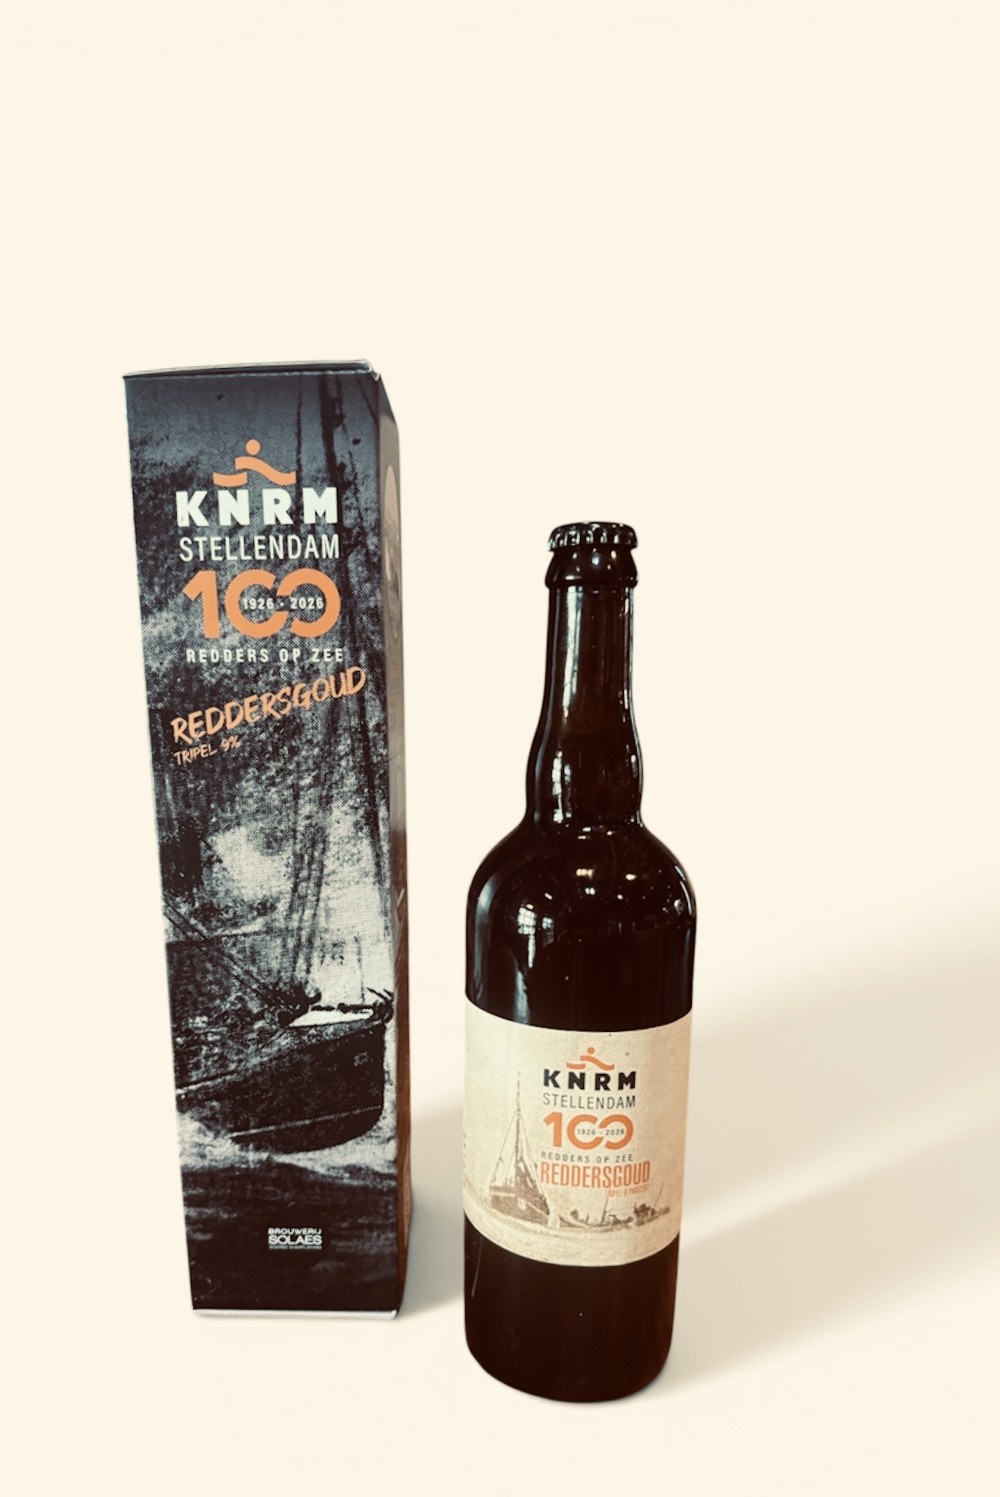 KNRM
STELLENDAM
100
1926 - 2026
REDDERS OP ZEE
REDDERSGOUD
TRIPEL 9%
BROUWERIJ
SOLAES
KNRM
STELLENDAM
100
1926 - 2026
REDDERS OP ZEE
REDDERSGOUD
TRIPEL